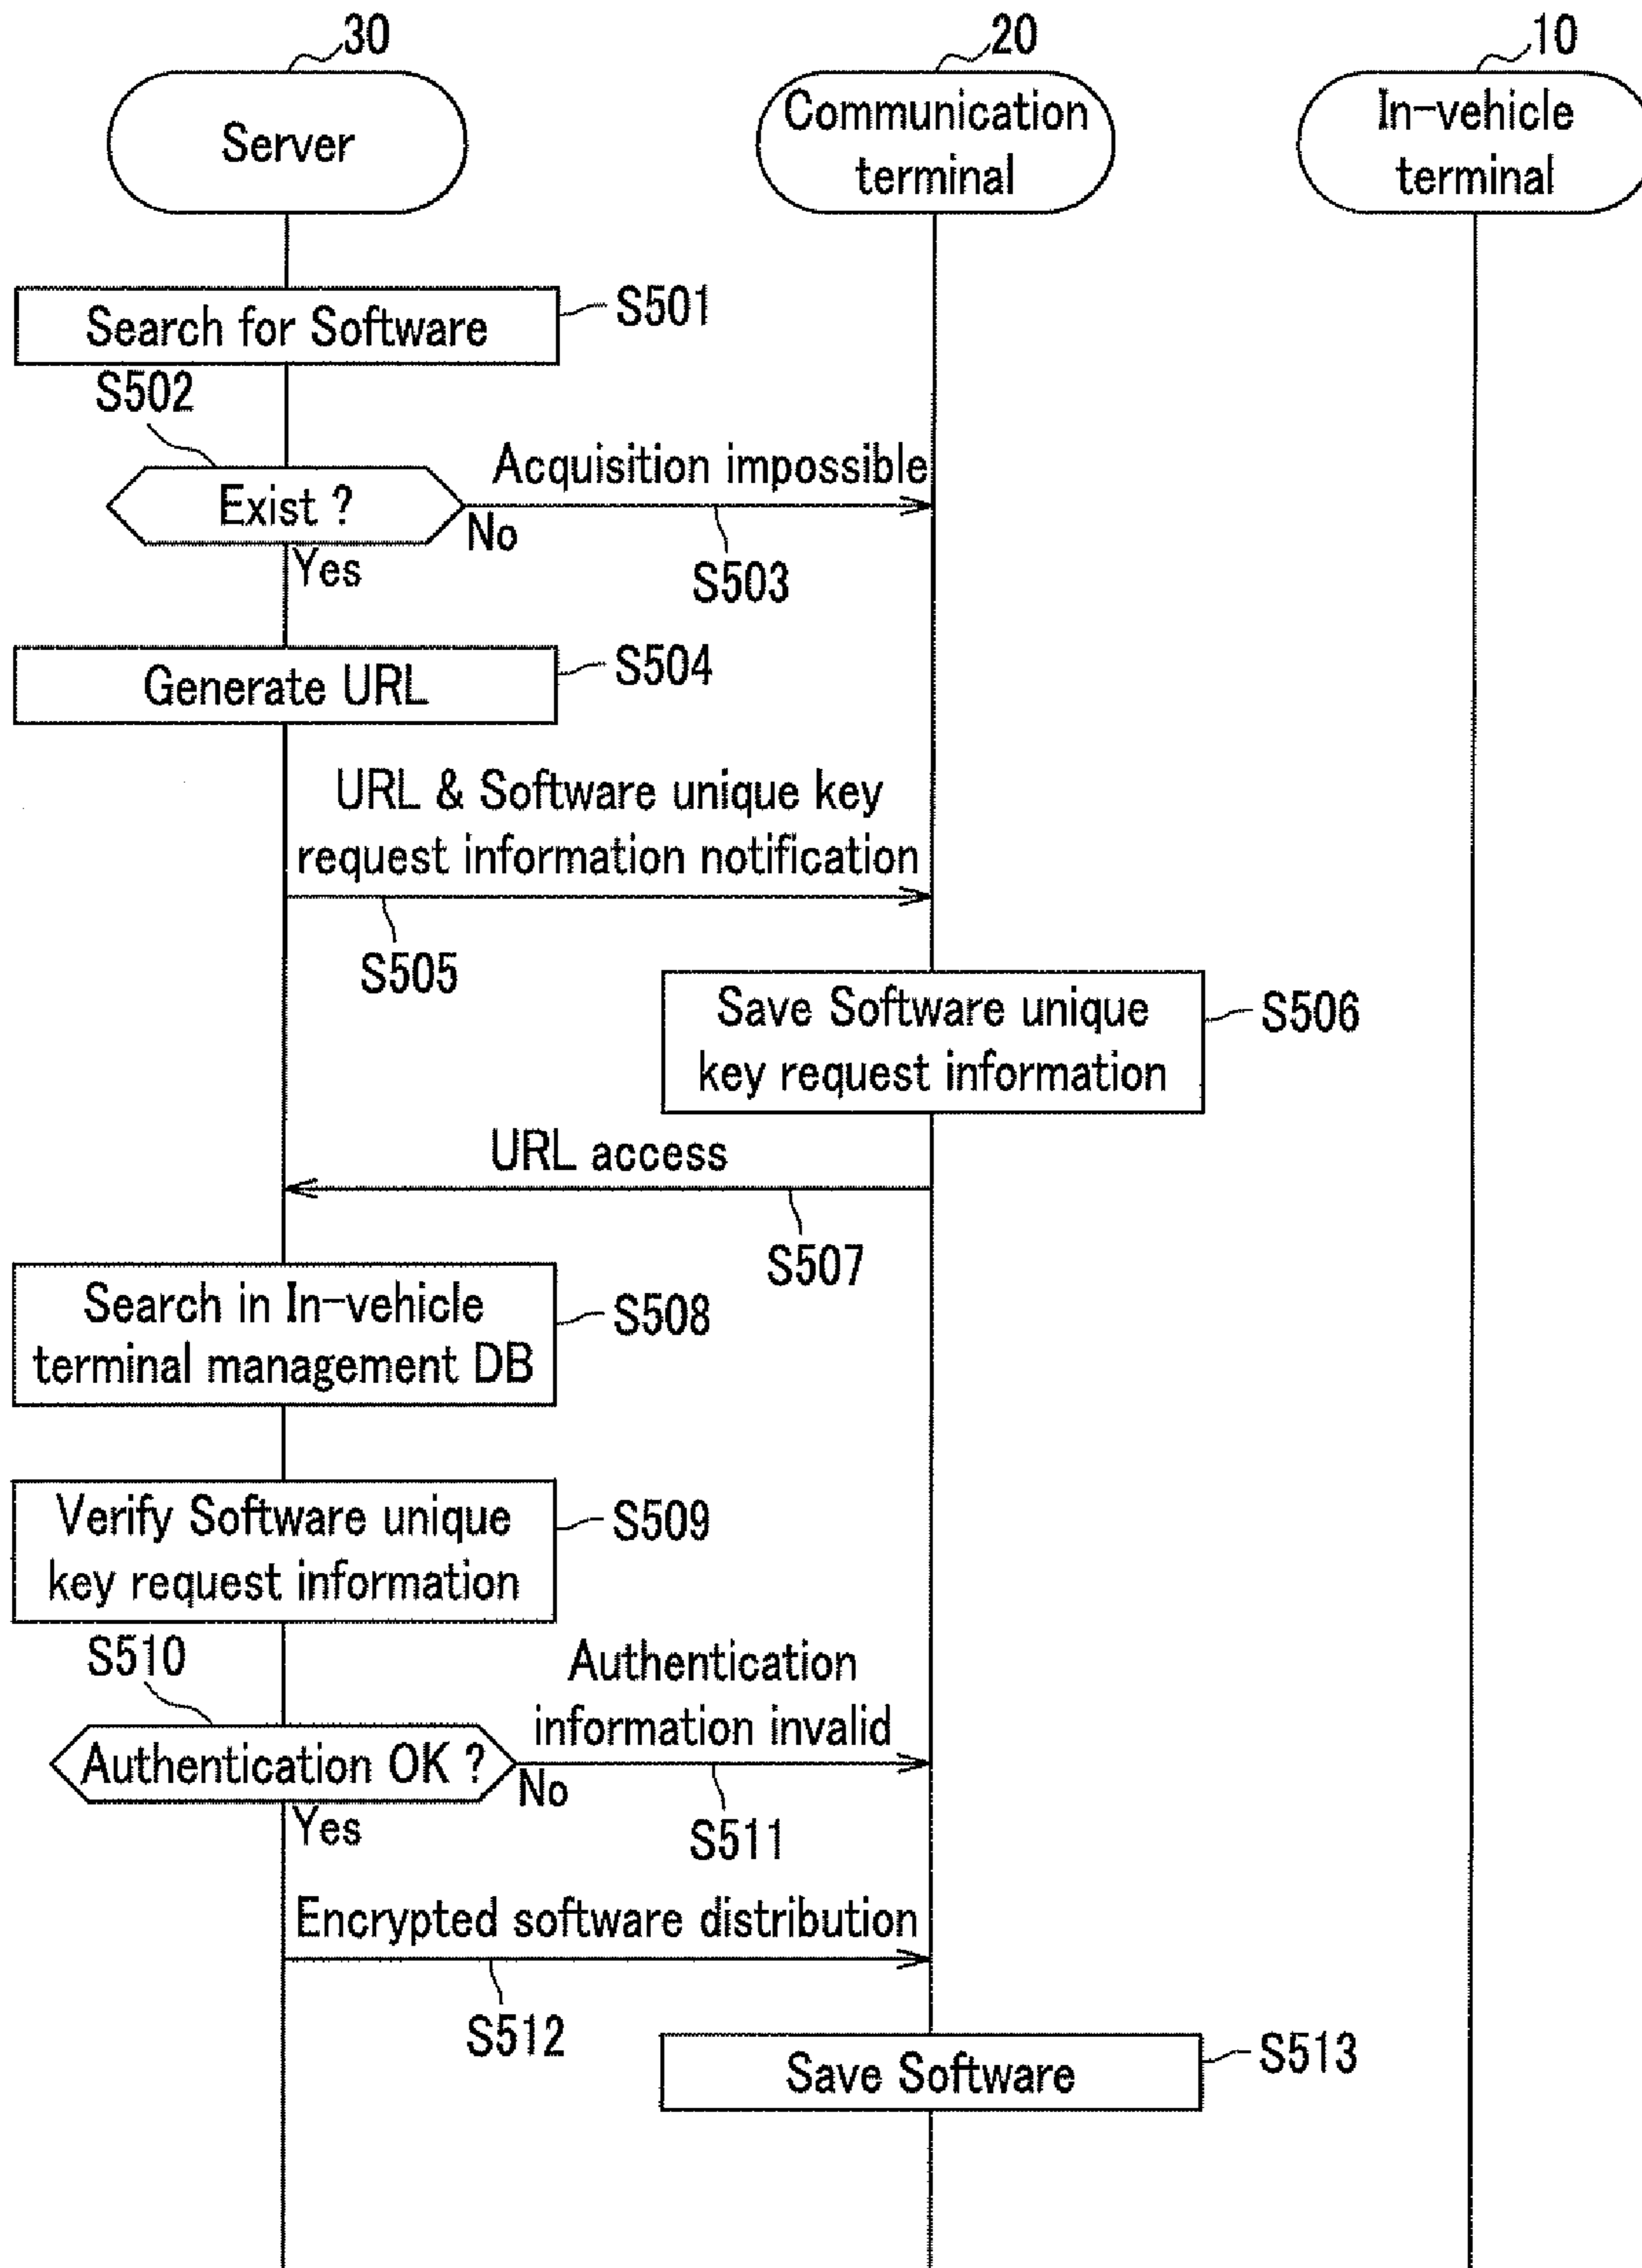 30
20
10
Server
Communication
terminal
In-vehicle
terminal
Search for Software
S501
S502
Exist ?
Acquisition impossible
No
S503
Yes
Generate URL
S504
URL & Software unique key
request information notification
S505
Save Software unique
key request information
S506
URL access
S507
Search in In-vehicle
terminal management DB
S508
Verify Software unique
key request information
S509
S510
Authentication OK ?
Authentication
information invalid
No
S511
Yes
Encrypted software distribution
S512
Save Software
S513